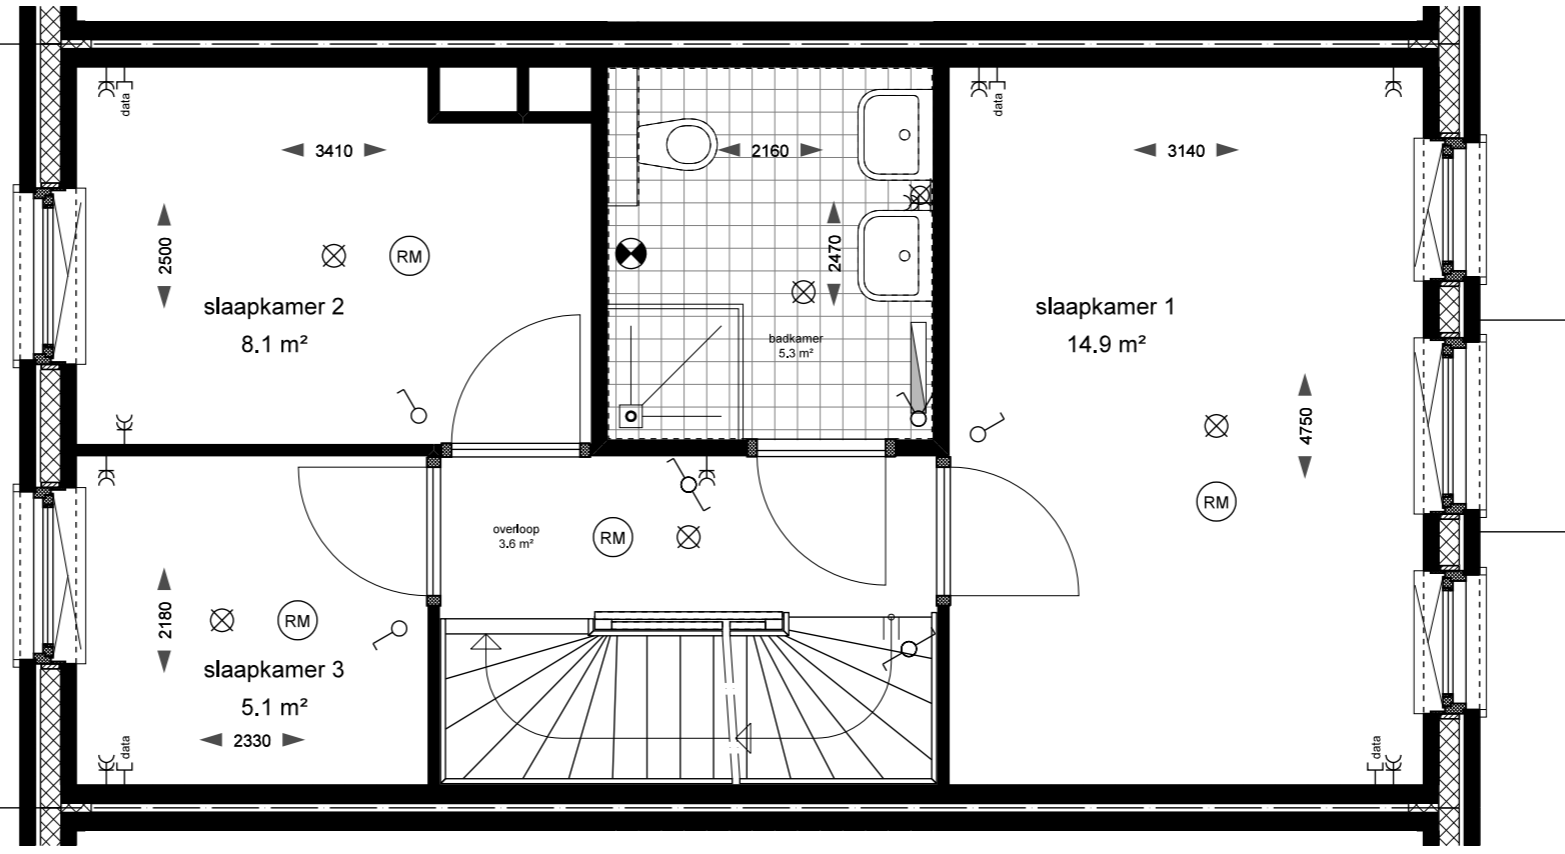 data
3410
2500
RM
slaapkamer 2
8.1 m²
2160
2470
badkamer
5.3 m²
data
3140
slaapkamer 1
14.9 m²
4750
RM
data
overloop
3.6 m²
RM
2180
RM
slaapkamer 3
5.1 m²
2330
data